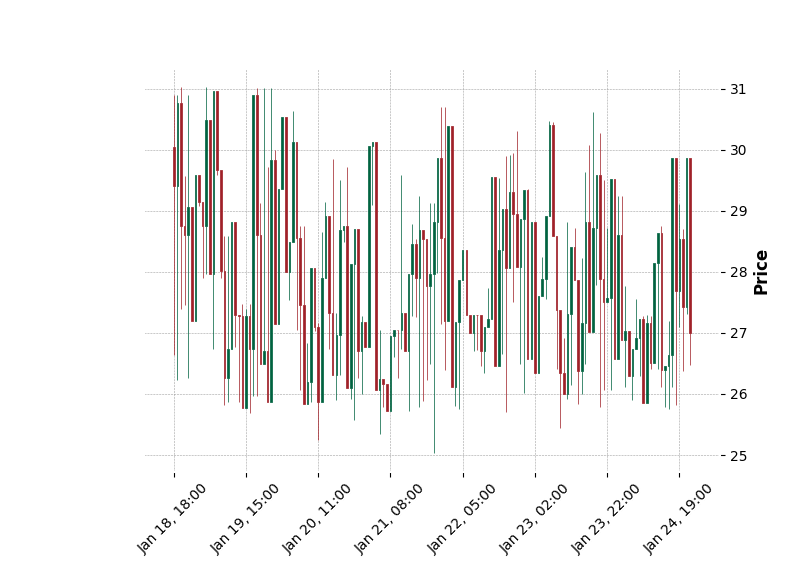 31
30
29
28
27
26
25
Price
Jan 18, 18:00
Jan 19, 15:00
Jan 20, 11:00
Jan 21, 08:00
Jan 22, 05:00
Jan 23, 02:00
Jan 23, 22:00
Jan 24, 19:00